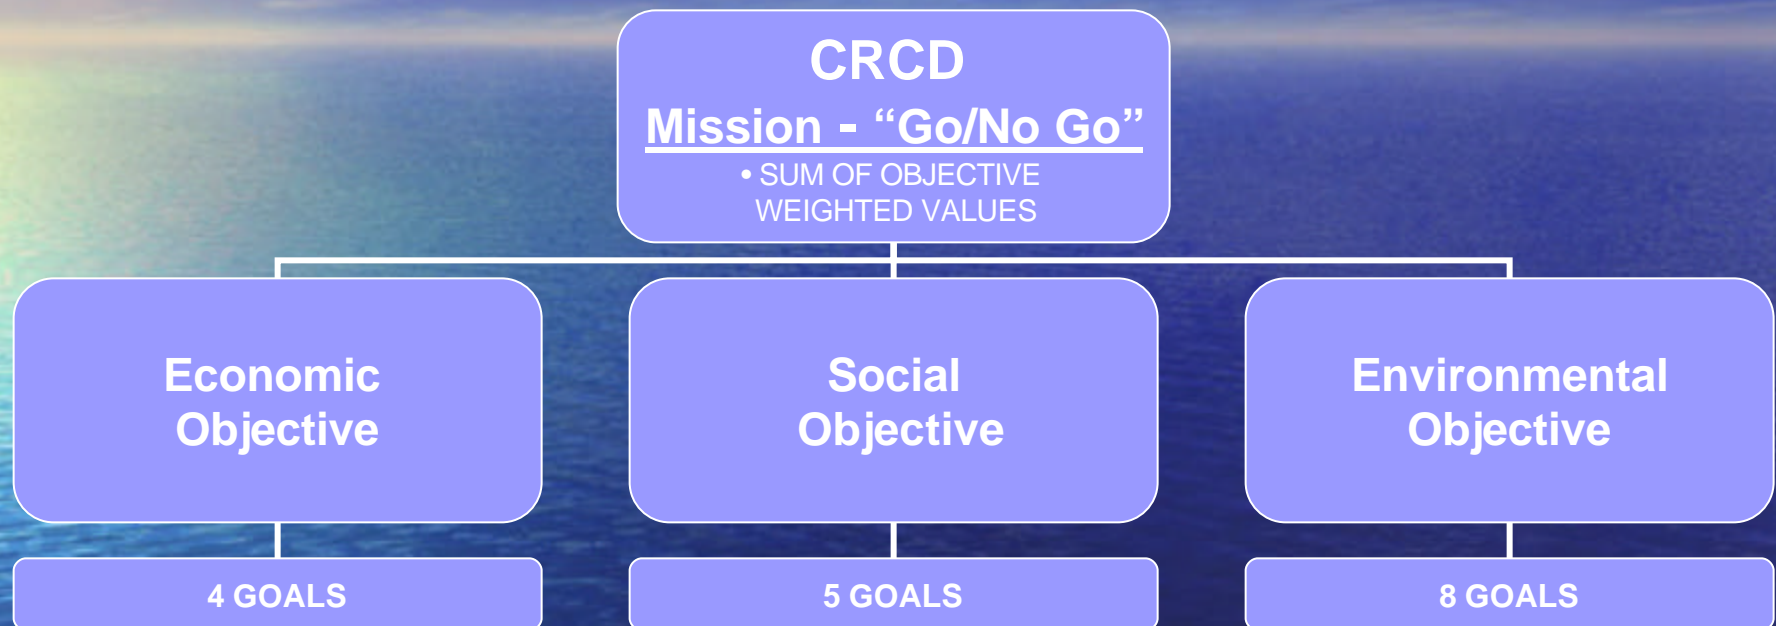 CRCD
Mission - “Go/No Go”
• SUM OF OBJECTIVE
WEIGHTED VALUES
Economic
Objective
Social
Objective
Environmental
Objective
4 GOALS
5 GOALS
8 GOALS